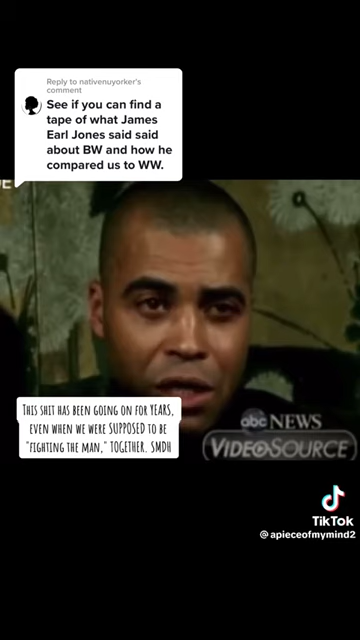 Reply to nativenuyorker's
comment
See if you can find a
tape of what James
Earl Jones said said
about BW and how he
compared us to WW.
THIS SHIT HAS BEEN GOING ON FOR YEARS,
EVEN WHEN WE WERE SUPPOSED TO BE
"FIGHTING THE MAN," TOGETHER. SMDH
abc NEWS
VIDEOSOURCE
TikTok
@apieceofmymind2